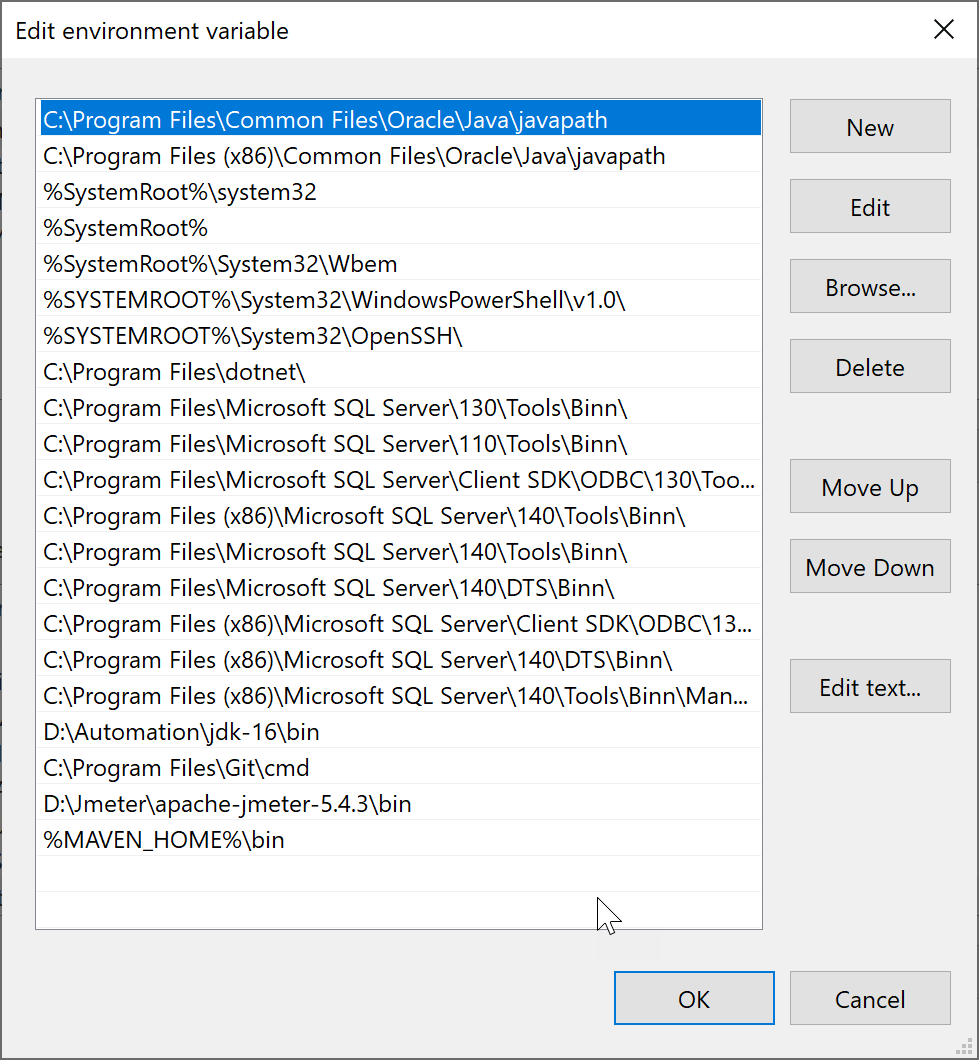 Edit environment variable
C:\Program Files\Common Files\Oracle\Java\javapath
C:\Program Files (x86)\Common Files\Oracle\Java\javapath
%SystemRoot%\system32
%SystemRoot%
%SystemRoot%\System32\Wbem
%SYSTEMROOT%\System32\WindowsPowerShell\v1.0\
%SYSTEMROOT%\System32\OpenSSH\
C:\Program Files\dotnet\
C:\Program Files\Microsoft SQL Server\130\Tools\Binn\
C:\Program Files\Microsoft SQL Server\110\Tools\Binn\
C:\Program Files\Microsoft SQL Server\Client SDK\ODBC\130\Too...
C:\Program Files (x86)\Microsoft SQL Server\140\Tools\Binn\
C:\Program Files\Microsoft SQL Server\140\Tools\Binn\
C:\Program Files\Microsoft SQL Server\140\DTS\Binn\
C:\Program Files (x86)\Microsoft SQL Server\Client SDK\ODBC\13...
C:\Program Files (x86)\Microsoft SQL Server\140\DTS\Binn\
C:\Program Files (x86)\Microsoft SQL Server\140\Tools\Binn\Man...
D:\Automation\jdk-16\bin
C:\Program Files\Git\cmd
D:\Jmeter\apache-jmeter-5.4.3\bin
%MAVEN_HOME%\bin
New
Edit
Browse...
Delete
Move Up
Move Down
Edit text...
OK
Cancel